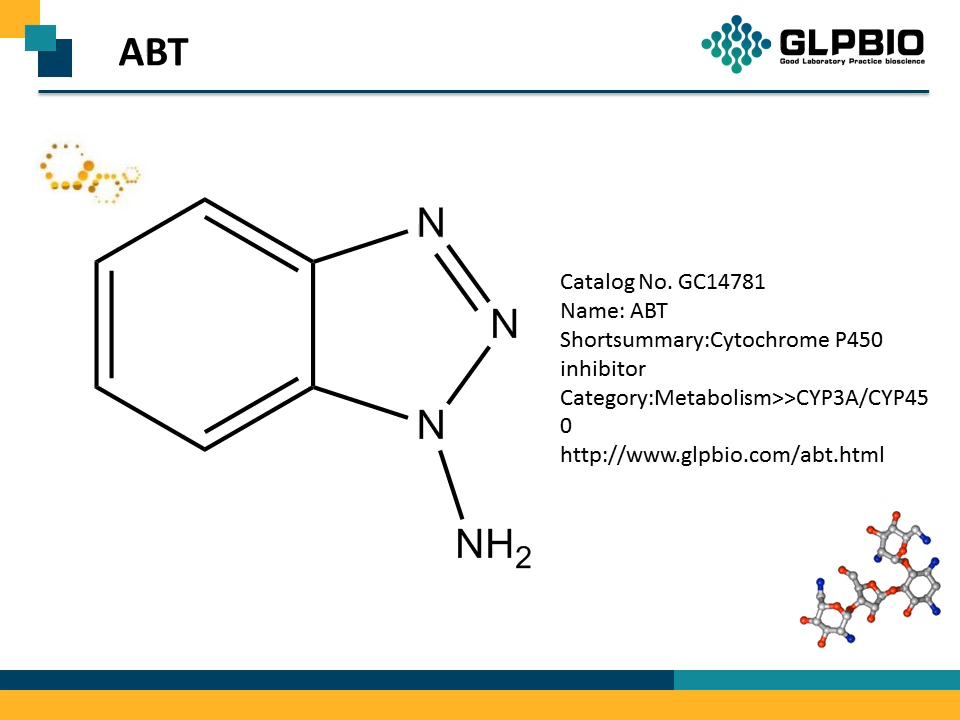 ABT
GLPBIO
Good Laboratory Practice bioscience
N
N
N
NH2
Catalog No. GC14781
Name: ABT
Shortsummary:Cytochrome P450
inhibitor
Category:Metabolism>>CYP3A/CYP45
0
http://www.glpbio.com/abt.html